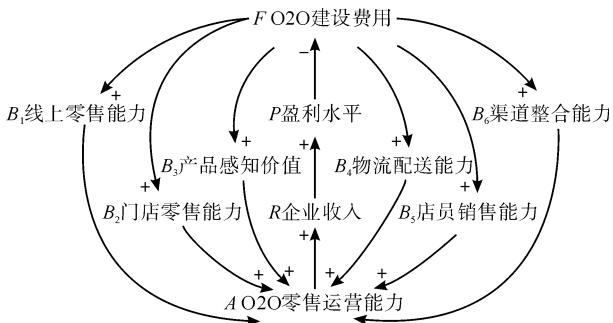 F O2O建设费用
B₁线上零售能力
P盈利水平
B₆渠道整合能力
B₃产品感知价值
B₄物流配送能力
B₂门店零售能力
R企业收入
B₅店员销售能力
A O2O零售运营能力